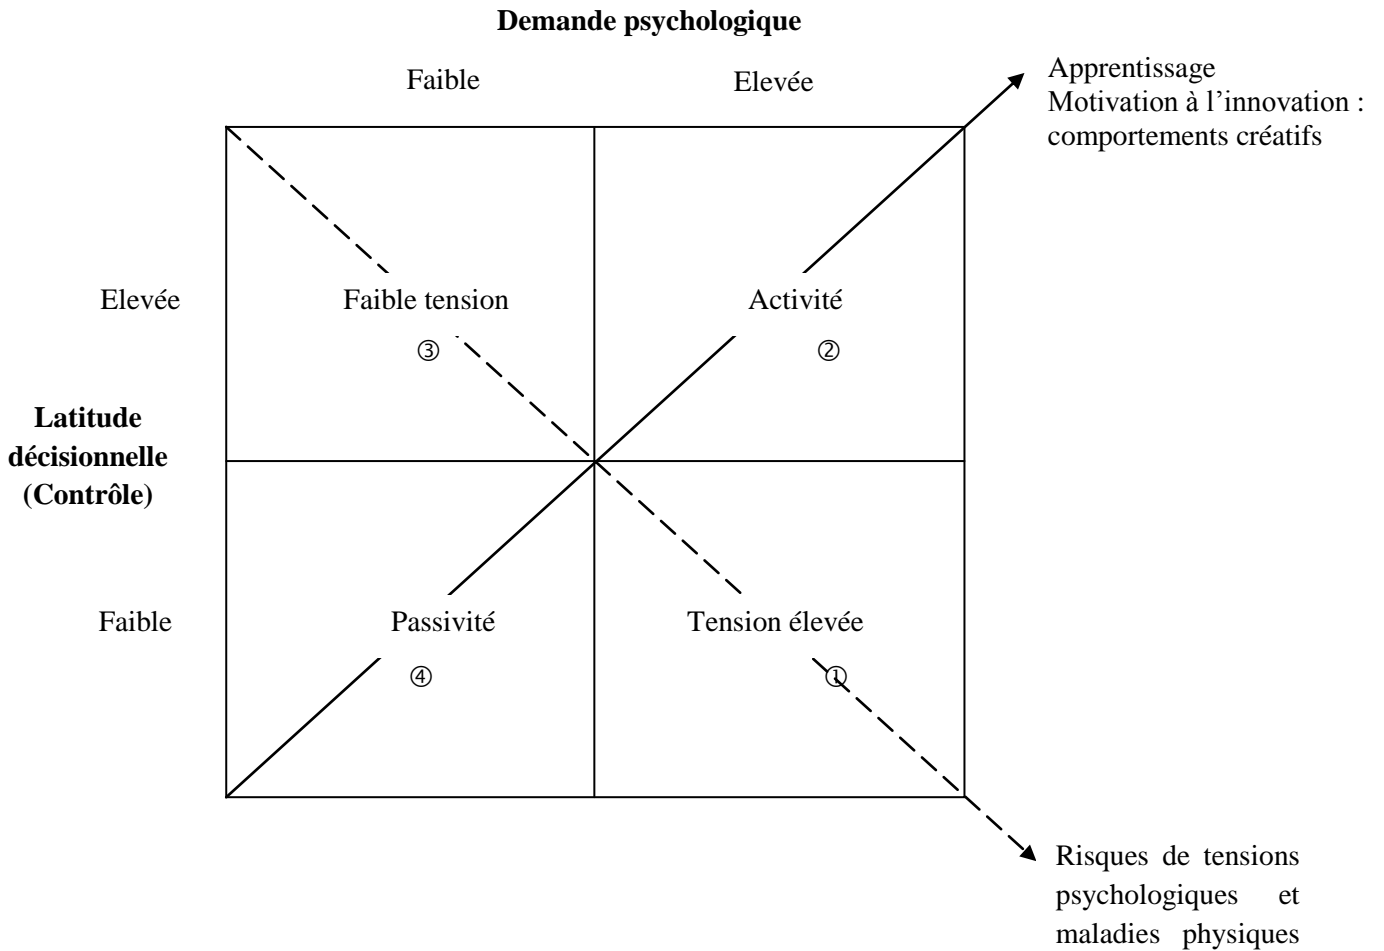 Demande psychologique
Faible
Elevée
Apprentissage
Motivation à l’innovation :
comportements créatifs
Elevée
Faible tension
Activité
③
②
Latitude
décisionnelle
(Contrôle)
Faible
Passivité
Tension élevée
④
①
Risques de tensions
psychologiques et
maladies physiques